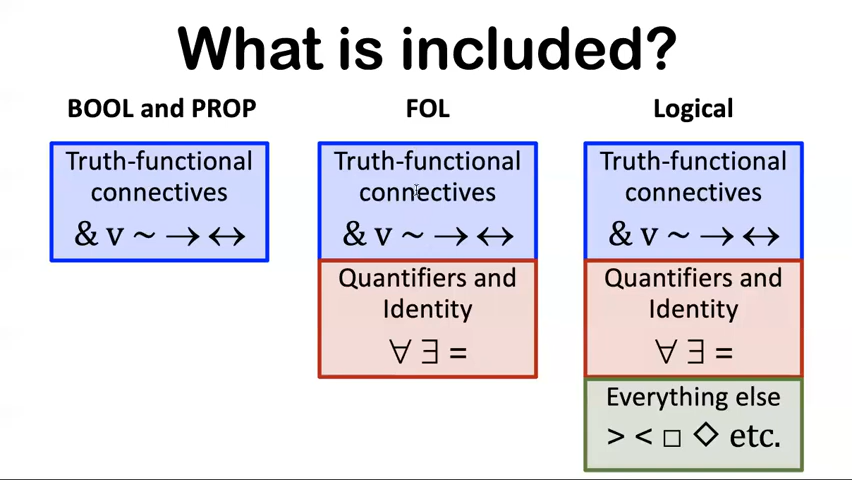 What is included?
BOOL and PROP
Truth-functional
connectives
& v ~ → ↔
FOL
Truth-functional
connectives
& v ~ → ↔
Quantifiers and
Identity
∀ ∃ =
Logical
Truth-functional
connectives
& v ~ → ↔
Quantifiers and
Identity
∀ ∃ =
Everything else
> < □ ◇ etc.